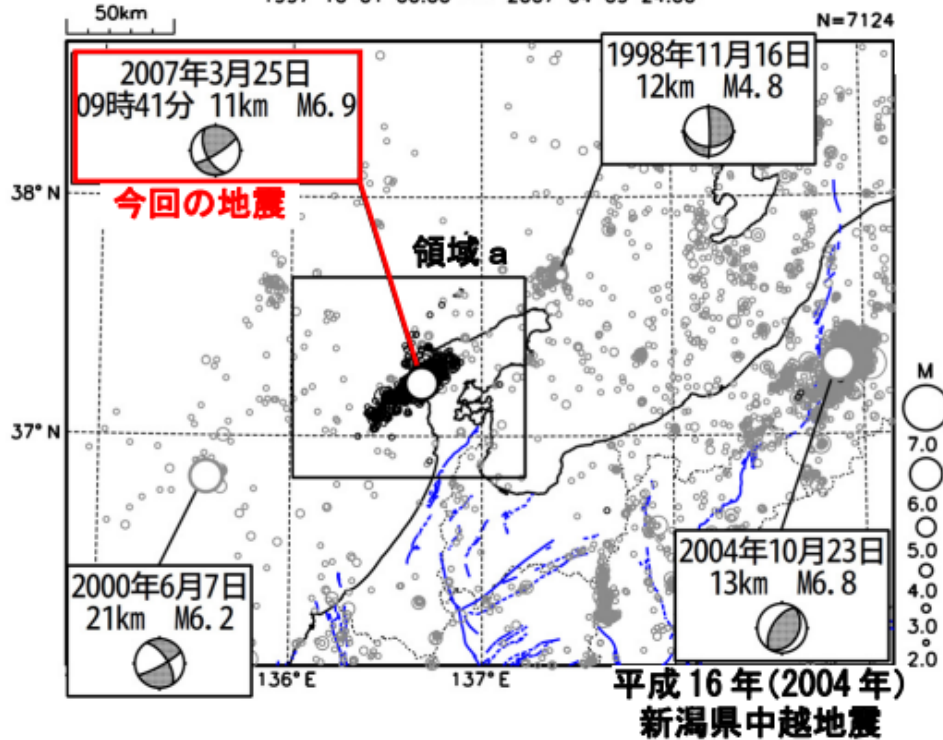 50km
N=7124
2007年3月25日
09時41分 11km M6.9
今回の地震
1998年11月16日
12km M4.8
領域a
38°N
37°N
136°E
137°E
2000年6月7日
21km M6.2
2004年10月23日
13km M6.8
平成16年(2004年)
新潟県中越地震
M
7.0
6.0
5.0
4.0
3.0
2.0